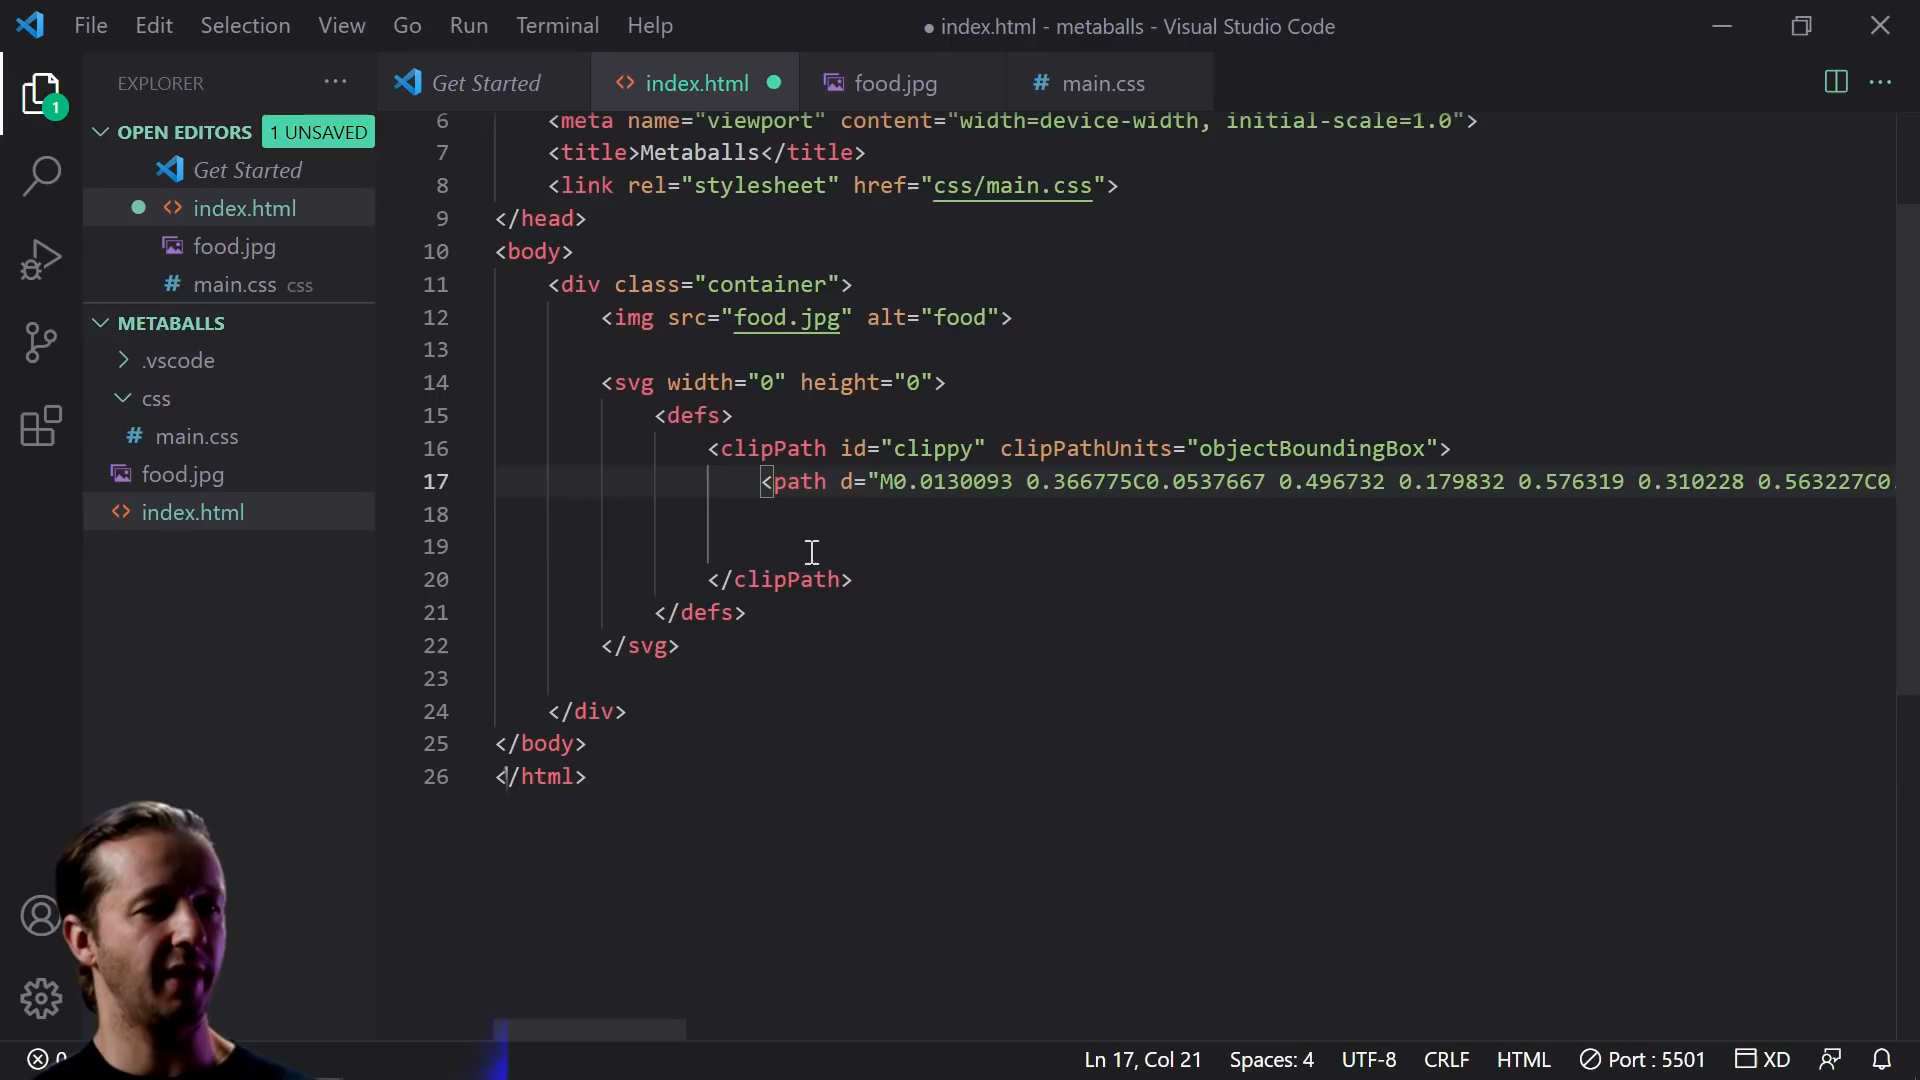 File Edit Selection View Go Run Terminal Help
● index.html - metaballs - Visual Studio Code
EXPLORER
Get Started
index.html
food.jpg
# main.css
1
OPEN EDITORS 1 UNSAVED
Get Started
index.html
food.jpg
# main.css css
METABALLS
.vscode
css
# main.css
food.jpg
index.html
6 <meta name="viewport" content="width=device-width, initial-scale=1.0">
7 <title>Metaballs</title>
8 <link rel="stylesheet" href="css/main.css">
9 </head>
10 <body>
11 <div class="container">
12 <img src="food.jpg" alt="food">
13
14 <svg width="0" height="0">
15 <defs>
16 <clipPath id="clippy" clipPathUnits="objectBoundingBox">
17 <path d="M0.0130093 0.366775C0.0537667 0.496732 0.179832 0.576319 0.310228 0.563227C0.
18
19
20 </clipPath>
21 </defs>
22 </svg>
23
24 </div>
25 </body>
26 </html>
Ln 17, Col 21 Spaces: 4 UTF-8 CRLF HTML Port : 5501 XD